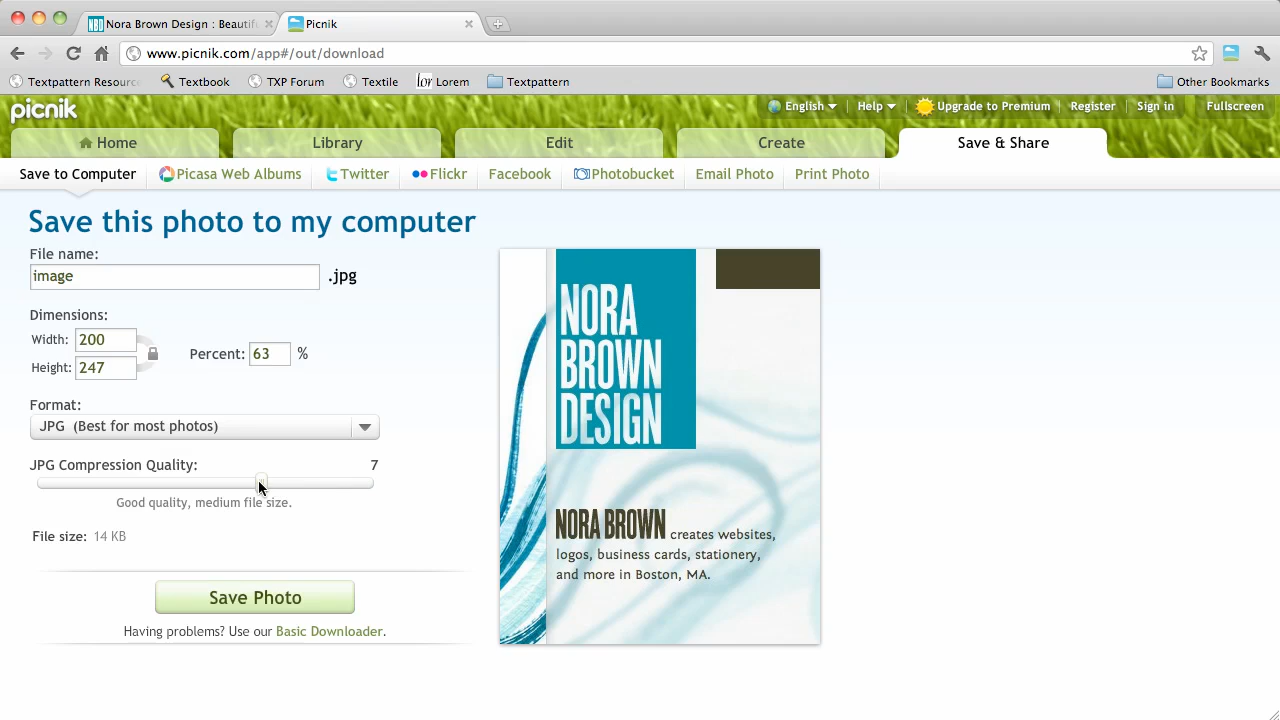 Nora Brown Design : Beautif
Picnik
www.picnik.com/app#/out/download
Textpattern Resourc
Textbook
TXP Forum
Textile
lor Lorem
Textpattern
Other Bookmarks
picnik
English
Help
Upgrade to Premium
Register
Sign in
Fullscreen
Home
Library
Edit
Create
Save & Share
Save to Computer
Picasa Web Albums
Twitter
Flickr
Facebook
Photobucket
Email Photo
Print Photo
Save this photo to my computer
File name:
image .jpg
Dimensions:
Width: 200
Height: 247
Percent: 63 %
Format:
JPG (Best for most photos)
JPG Compression Quality: 7
Good quality, medium file size.
File size: 14 KB
Save Photo
Having problems? Use our Basic Downloader.
NORA
BROWN
DESIGN
NORA BROWN creates websites,
logos, business cards, stationery,
and more in Boston, MA.